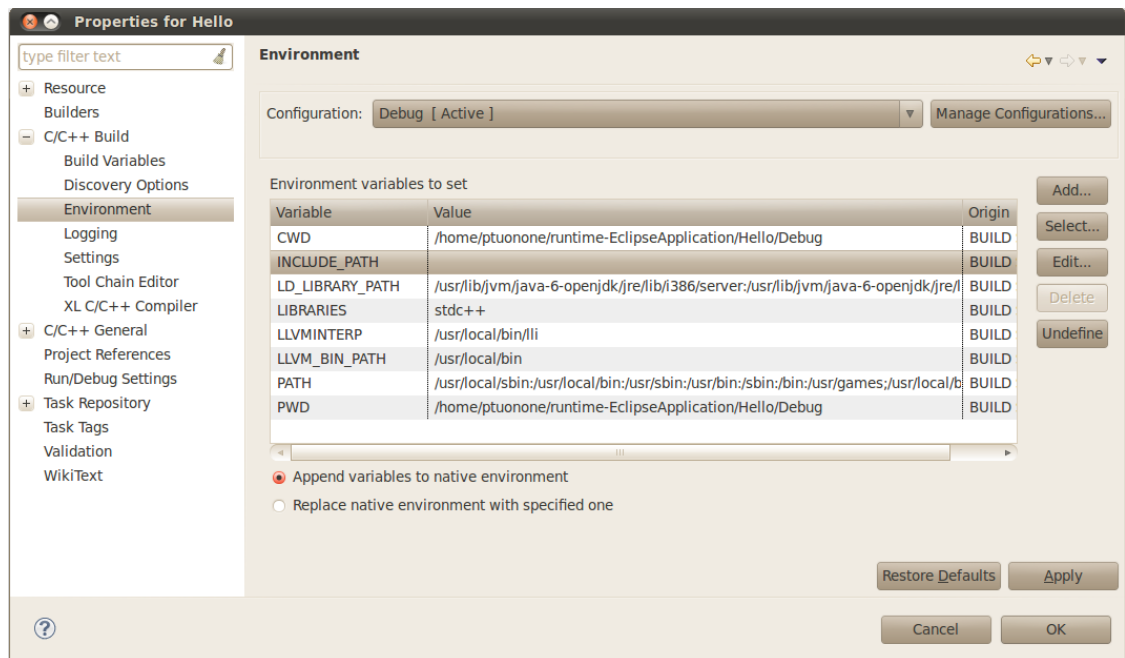 Properties for Hello
type filter text
Resource
Builders
C/C++ Build
Build Variables
Discovery Options
Environment
Logging
Settings
Tool Chain Editor
XL C/C++ Compiler
C/C++ General
Project References
Run/Debug Settings
Task Repository
Task Tags
Validation
WikiText
Environment
Configuration: Debug [ Active ] Manage Configurations...
Environment variables to set
Variable Value Origin
CWD /home/ptuonone/runtime-EclipseApplication/Hello/Debug BUILD
INCLUDE_PATH BUILD
LD_LIBRARY_PATH /usr/lib/jvm/java-6-openjdk/jre/lib/i386/server:/usr/lib/jvm/java-6-openjdk/jre/l BUILD
LIBRARIES stdc++ BUILD
LLVMINTERP /usr/local/bin/lli BUILD
LLVM_BIN_PATH /usr/local/bin BUILD
PATH /usr/local/sbin:/usr/local/bin:/usr/sbin:/usr/bin:/sbin:/bin:/usr/games;/usr/local/b BUILD
PWD /home/ptuonone/runtime-EclipseApplication/Hello/Debug BUILD
Add...
Select...
Edit...
Delete
Undefine
Append variables to native environment
Replace native environment with specified one
Restore Defaults Apply
Cancel OK